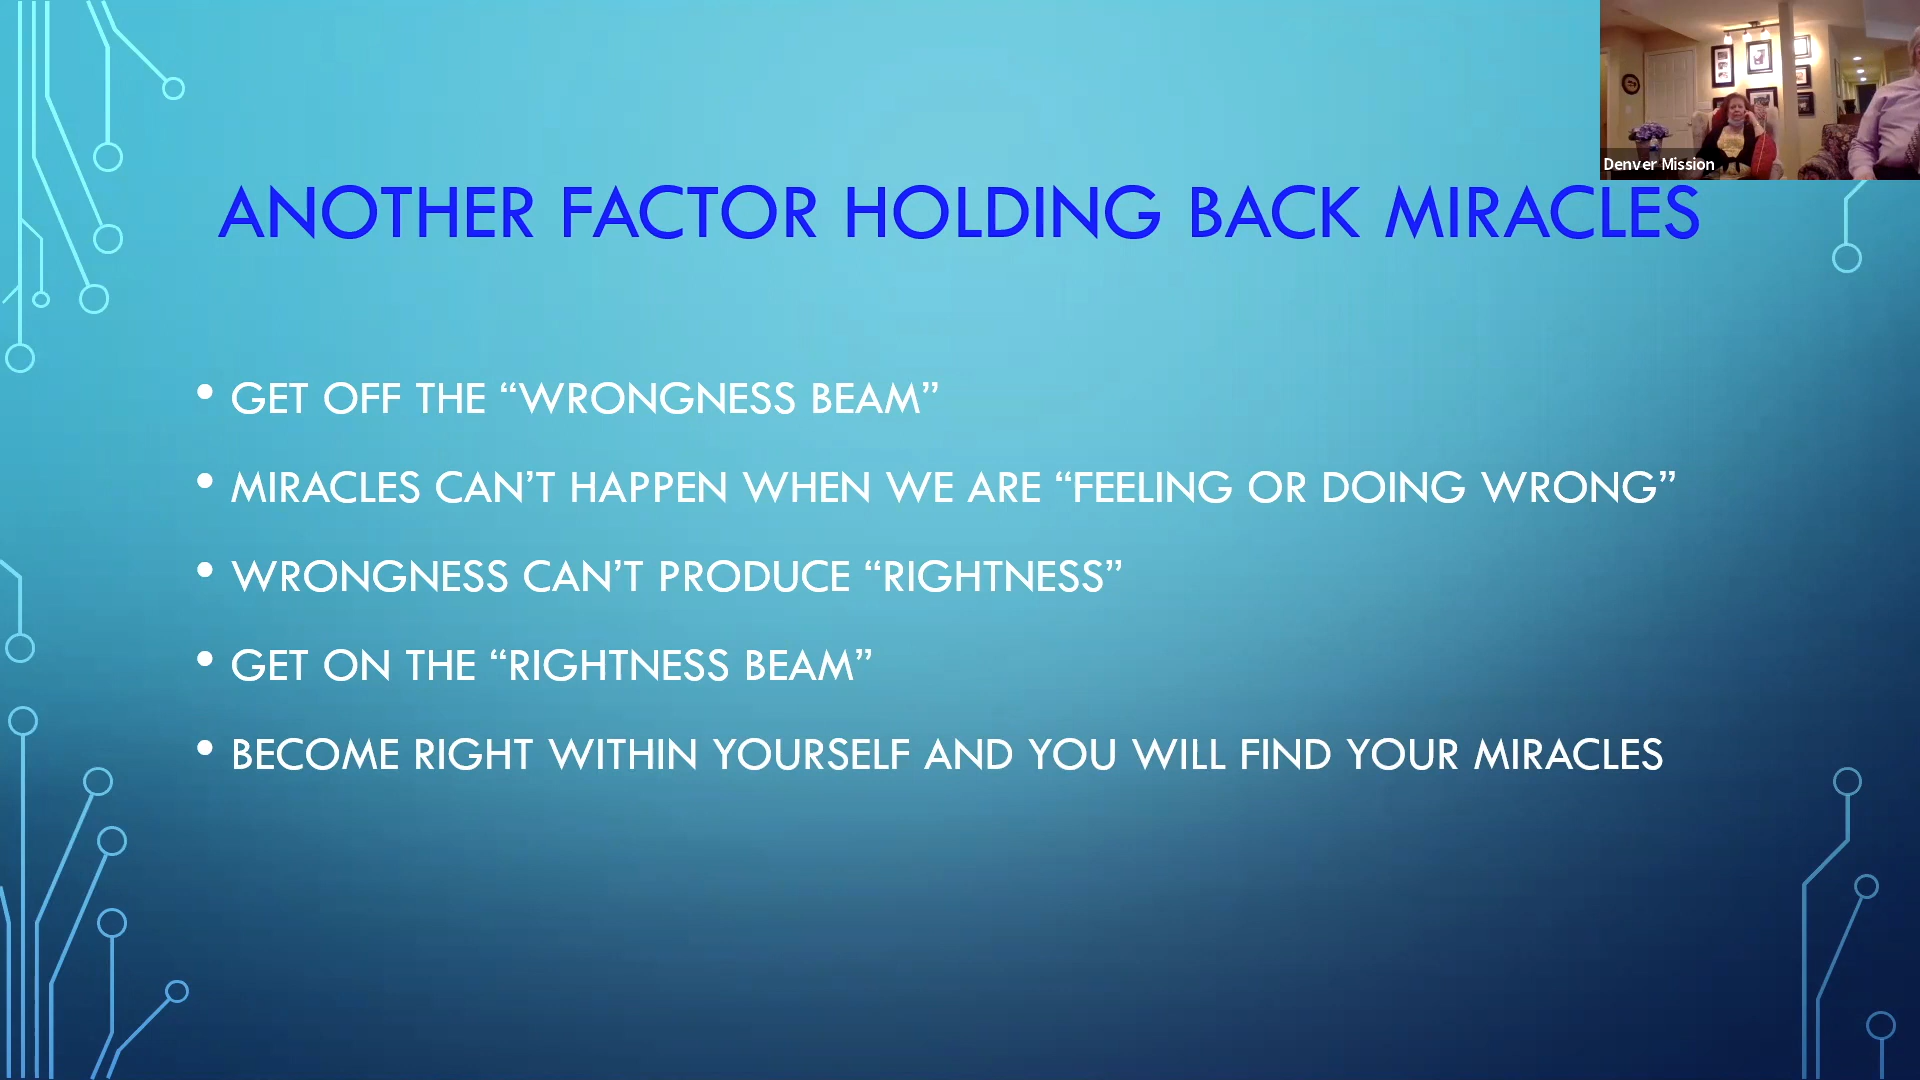 Denver Mission
ANOTHER FACTOR HOLDING BACK MIRACLES
• GET OFF THE “WRONGNESS BEAM”
• MIRACLES CAN’T HAPPEN WHEN WE ARE “FEELING OR DOING WRONG”
• WRONGNESS CAN’T PRODUCE “RIGHTNESS”
• GET ON THE “RIGHTNESS BEAM”
• BECOME RIGHT WITHIN YOURSELF AND YOU WILL FIND YOUR MIRACLES